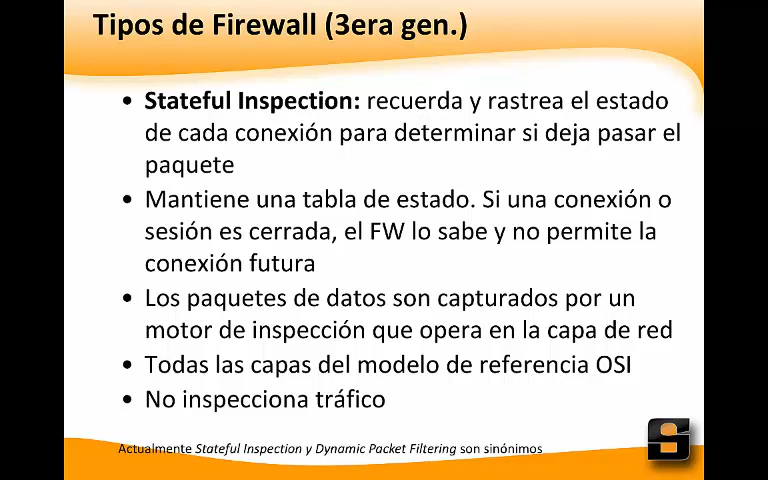 Tipos de Firewall (3era gen.)
• Stateful Inspection: recuerda y rastrea el estado
de cada conexión para determinar si deja pasar el
paquete
• Mantiene una tabla de estado. Si una conexión o
sesión es cerrada, el FW lo sabe y no permite la
conexión futura
• Los paquetes de datos son capturados por un
motor de inspección que opera en la capa de red
• Todas las capas del modelo de referencia OSI
• No inspecciona tráfico
Actualmente Stateful Inspection y Dynamic Packet Filtering son sinónimos